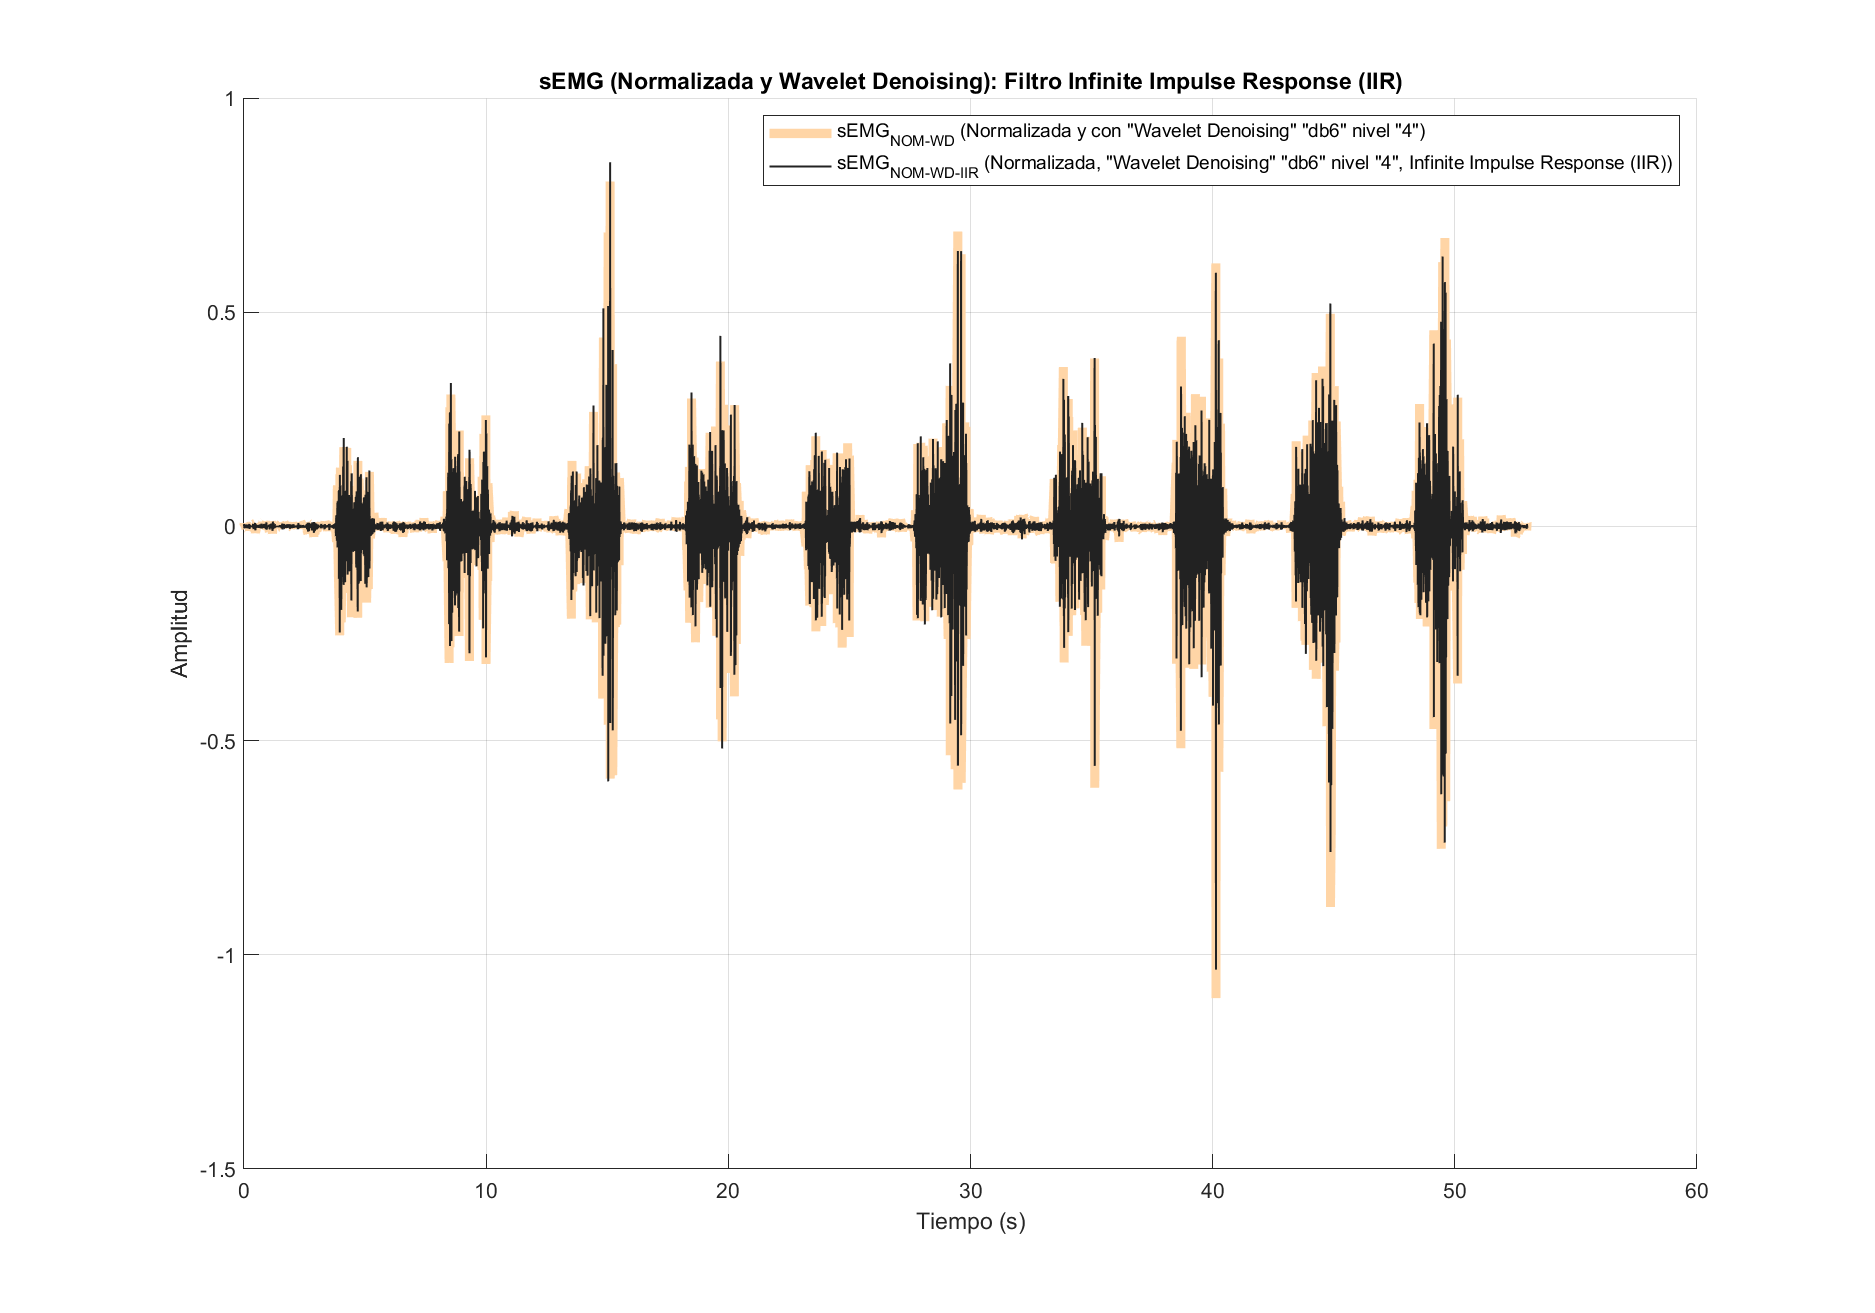 sEMG (Normalizada y Wavelet Denoising): Filtro Infinite Impulse Response (IIR)
sEMG_NOM-WD (Normalizada y con "Wavelet Denoising" "db6" nivel "4")
sEMG_NOM-WD-IIR (Normalizada, "Wavelet Denoising" "db6" nivel "4", Infinite Impulse Response (IIR))
1
0.5
0
-0.5
-1
-1.5
Amplitud
0 10 20 30 40 50 60
Tiempo (s)